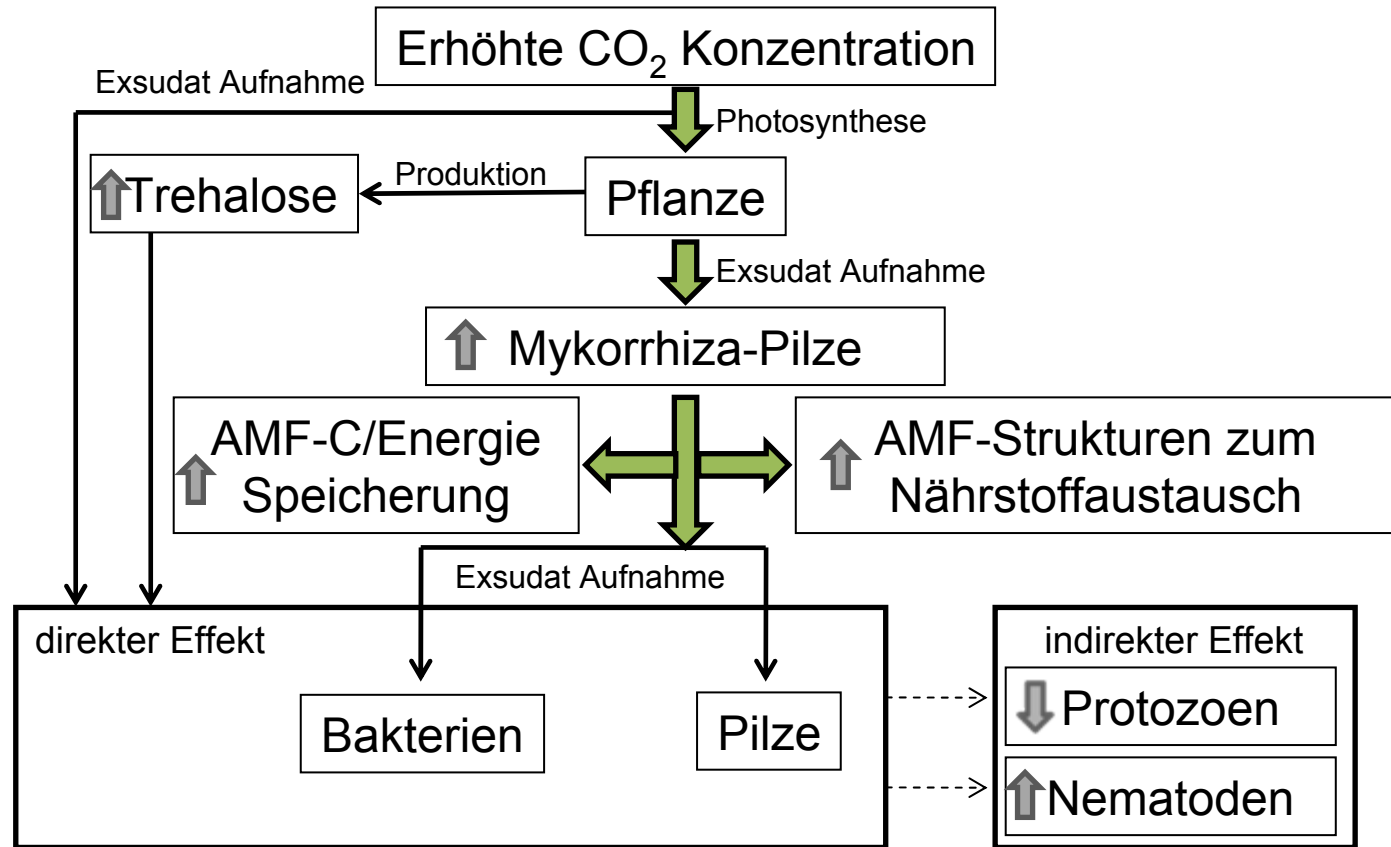 Erhöhte CO₂ Konzentration
Exsudat Aufnahme
Photosynthese
Trehalose
Produktion
Pflanze
Exsudat Aufnahme
Mykorrhiza-Pilze
AMF-C/Energie
Speicherung
AMF-Strukturen zum
Nährstoffaustausch
Exsudat Aufnahme
direkter Effekt
Bakterien
Pilze
indirekter Effekt
Protozoen
Nematoden